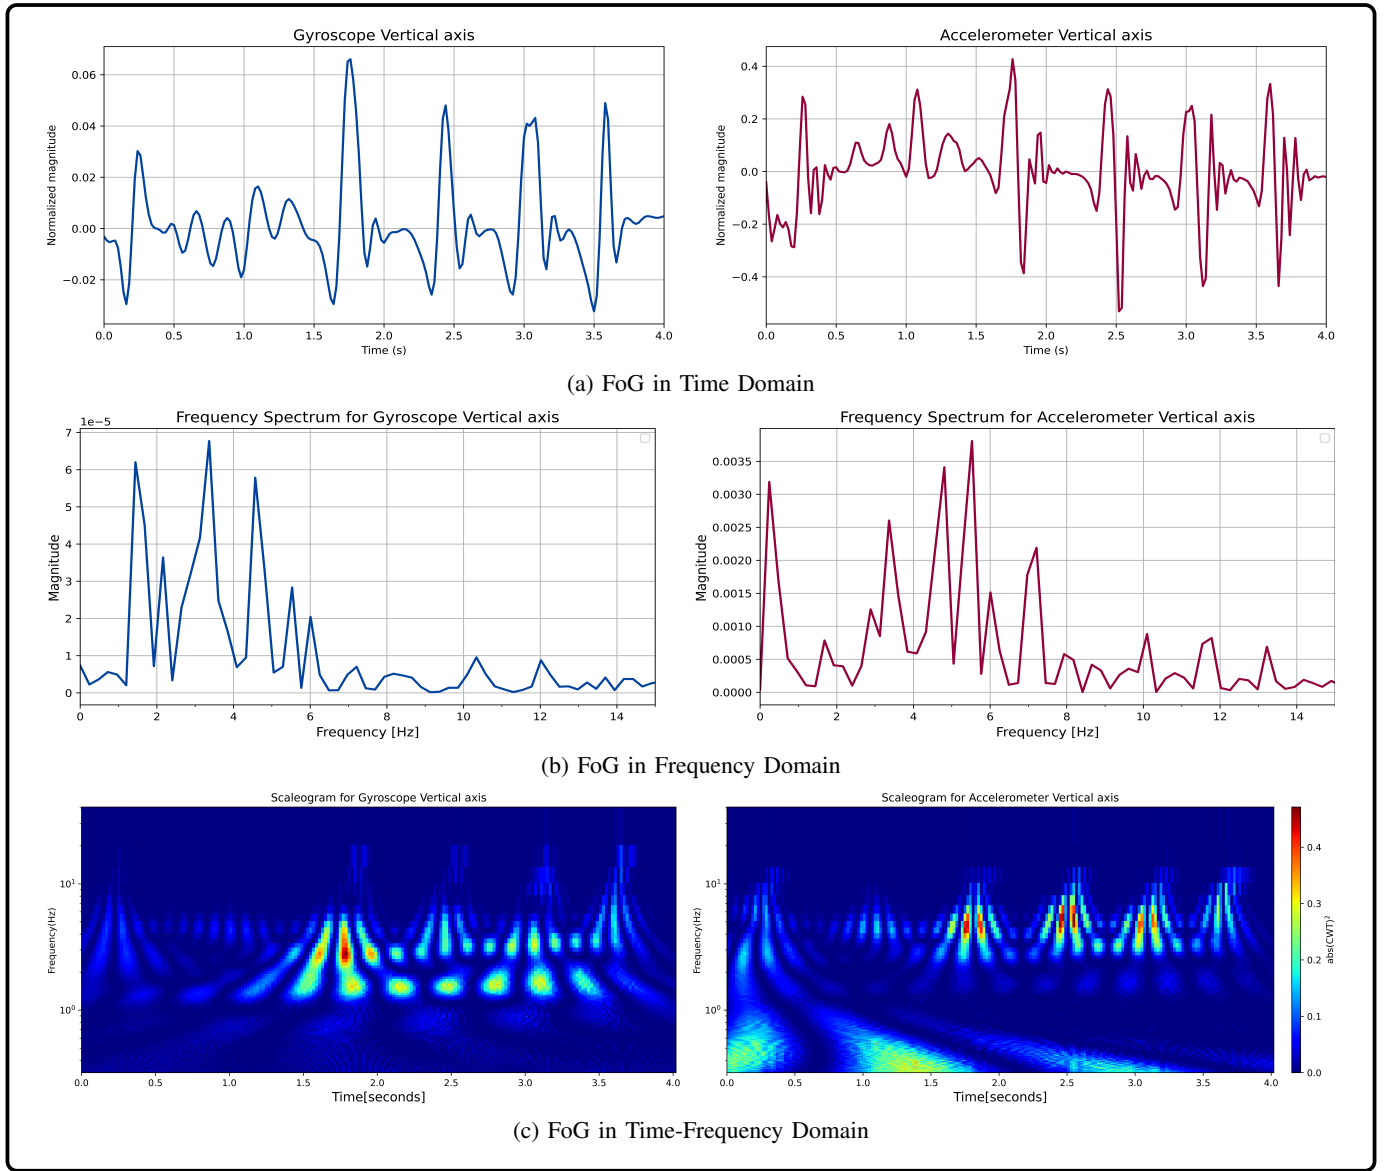 Gyroscope Vertical axis
Normalized magnitude
0.06
0.04
0.02
0.00
−0.02
0.0 0.5 1.0 1.5 2.0 2.5 3.0 3.5 4.0
Time (s)
Accelerometer Vertical axis
Normalized magnitude
0.4
0.2
0.0
−0.2
−0.4
0.0 0.5 1.0 1.5 2.0 2.5 3.0 3.5 4.0
Time (s)
(a) FoG in Time Domain
Frequency Spectrum for Gyroscope Vertical axis
1e−5
Magnitude
7
6
5
4
3
2
1
0
0 2 4 6 8 10 12 14
Frequency [Hz]
Frequency Spectrum for Accelerometer Vertical axis
Magnitude
0.0035
0.0030
0.0025
0.0020
0.0015
0.0010
0.0005
0.0000
0 2 4 6 8 10 12 14
Frequency [Hz]
(b) FoG in Frequency Domain
Scaleogram for Gyroscope Vertical axis
Frequency(Hz)
10¹
10⁰
0.0 0.5 1.0 1.5 2.0 2.5 3.0 3.5 4.0
Time[seconds]
Scaleogram for Accelerometer Vertical axis
Frequency(Hz)
10¹
10⁰
0.0 0.5 1.0 1.5 2.0 2.5 3.0 3.5 4.0
Time[seconds]
0.4
0.3
0.2
0.1
0.0
abs(CWT)²
(c) FoG in Time-Frequency Domain